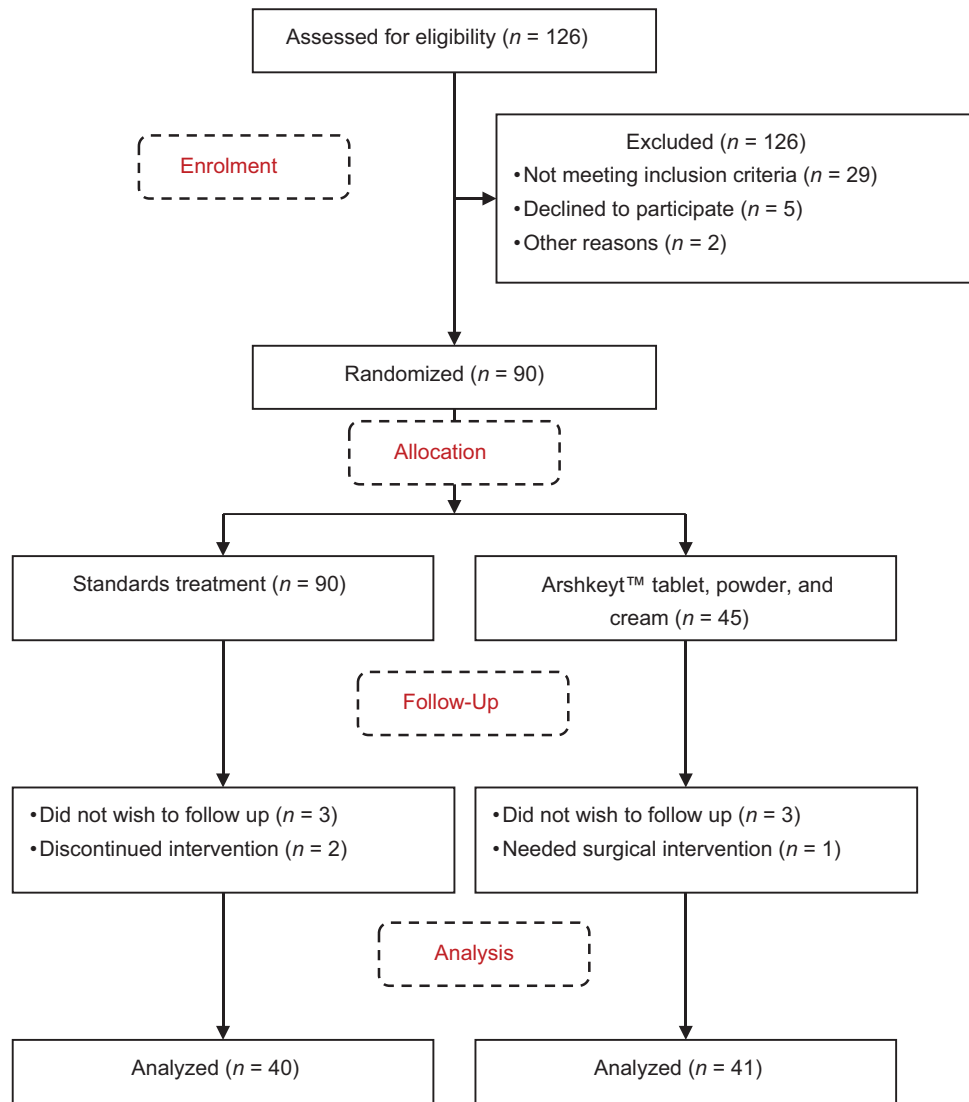 Assessed for eligibility (n = 126)
Enrolment
Excluded (n = 126)
•Not meeting inclusion criteria (n = 29)
•Declined to participate (n = 5)
•Other reasons (n = 2)
Randomized (n = 90)
Allocation
Standards treatment (n = 90)
Arshkeyt™ tablet, powder, and
cream (n = 45)
Follow-Up
•Did not wish to follow up (n = 3)
•Discontinued intervention (n = 2)
•Did not wish to follow up (n = 3)
•Needed surgical intervention (n = 1)
Analysis
Analyzed (n = 40)
Analyzed (n = 41)